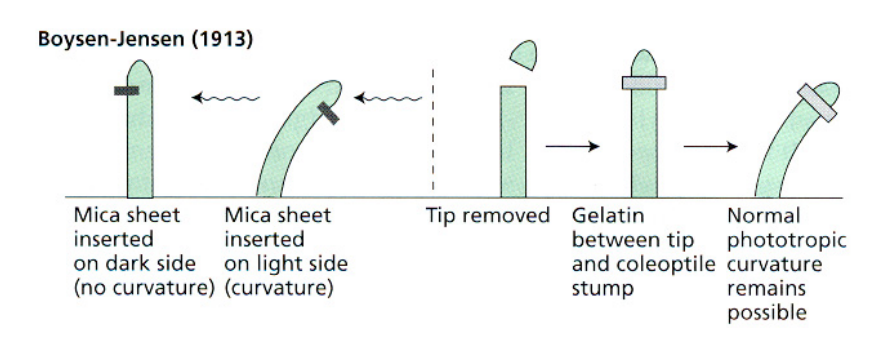 Boysen-Jensen (1913)
Mica sheet
inserted
on dark side
(no curvature)
Mica sheet
inserted
on light side
(curvature)
Tip removed
Gelatin
between tip
and coleoptile
stump
Normal
phototropic
curvature
remains
possible